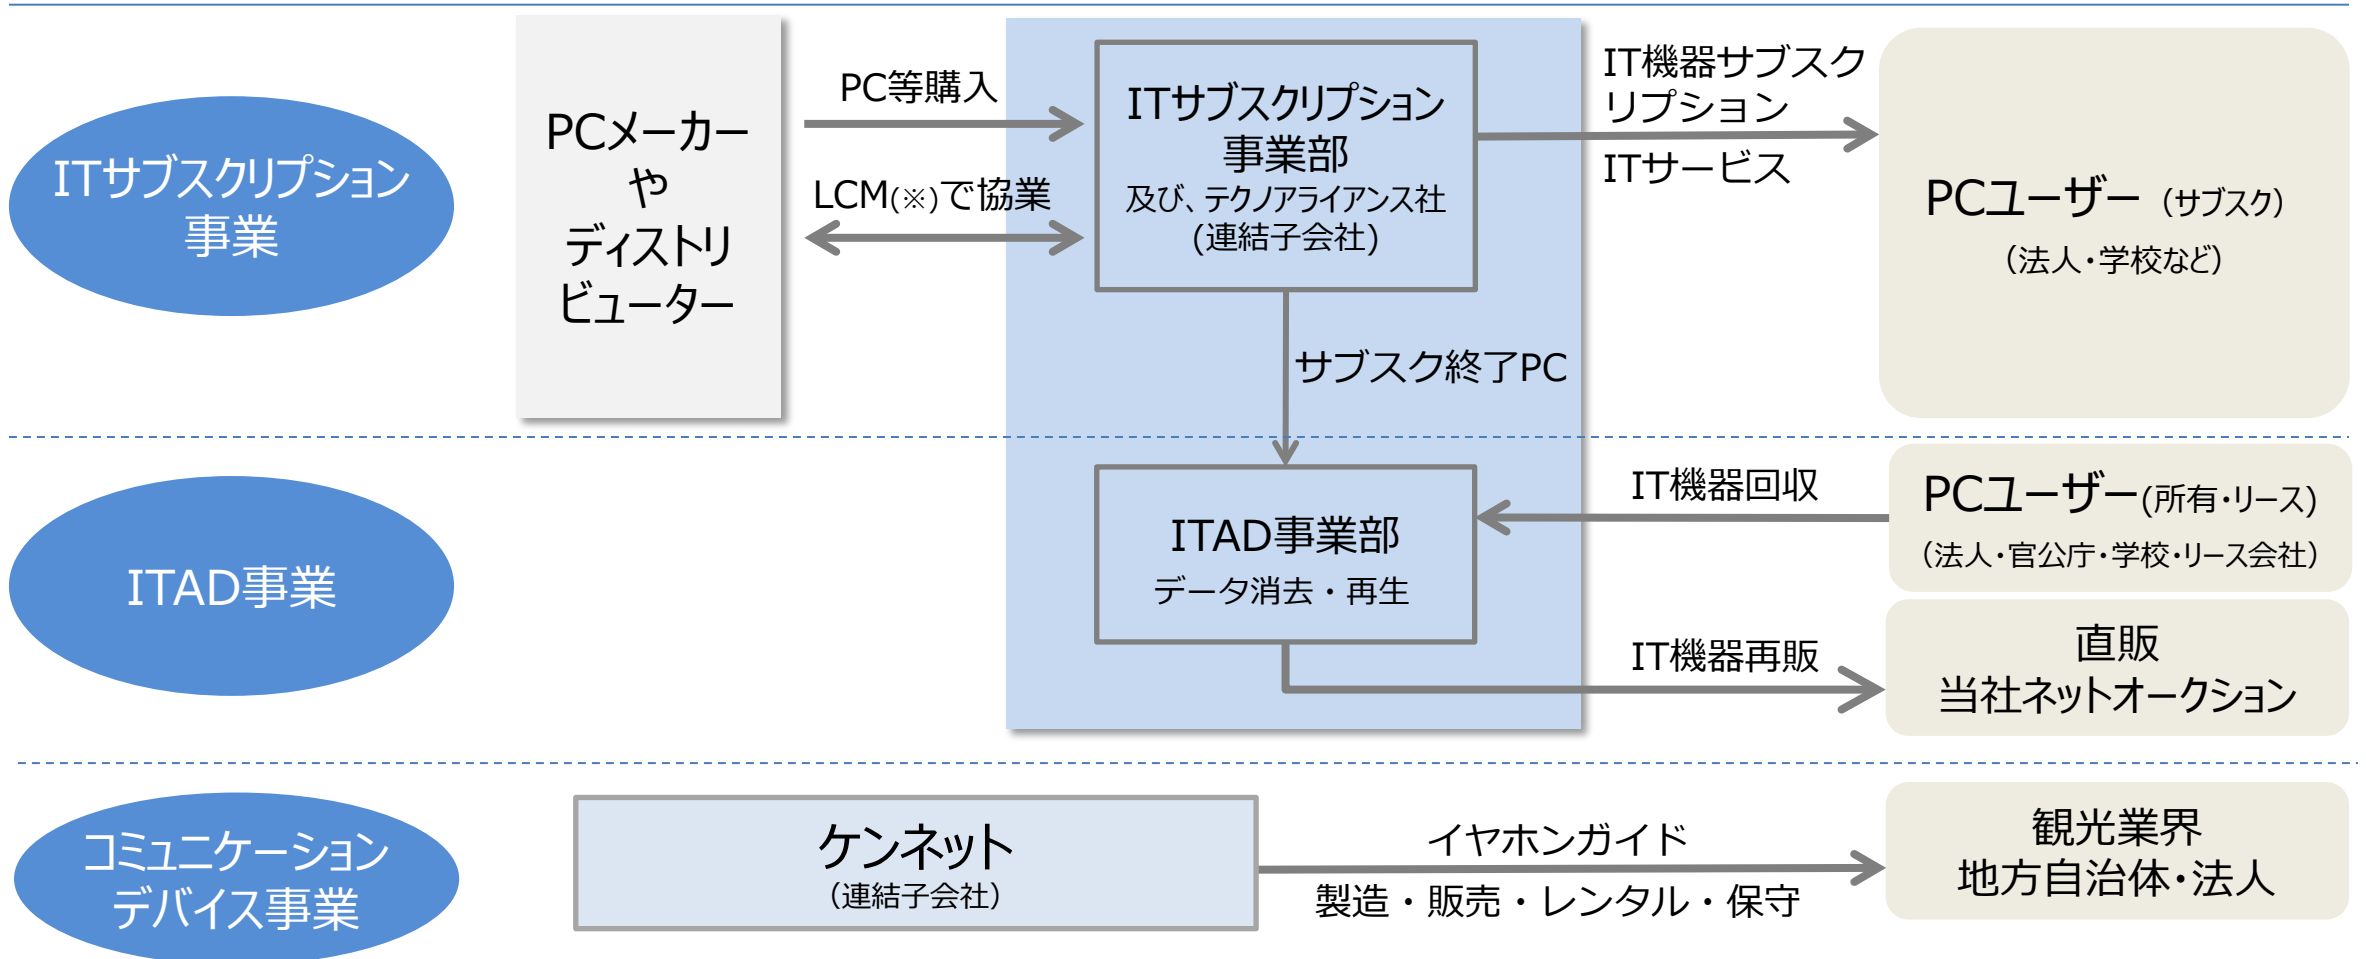 ITサブスクリプション
事業
PCメーカー
や
ディストリ
ビューター
PC等購入
LCM(※)で協業
ITサブスクリプション
事業部
及び、テクノアライアンス社
(連結子会社)
IT機器サブスク
リプション
ITサービス
PCユーザー（サブスク）
（法人・学校など）
サブスク終了PC
ITAD事業
ITAD事業部
データ消去・再生
IT機器回収
PCユーザー(所有・リース)
（法人・官公庁・学校・リース会社）
IT機器再販
直販
当社ネットオークション
コミュニケーション
デバイス事業
ケンネット
（連結子会社）
イヤホンガイド
製造・販売・レンタル・保守
観光業界
地方自治体・法人